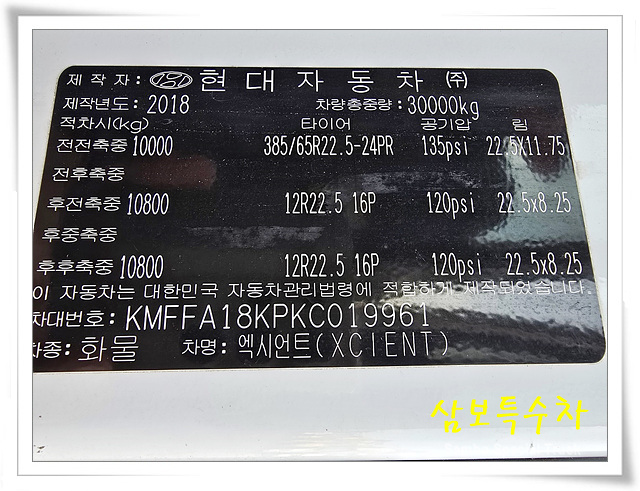 제 작 자 : 현 대 자 동 차 ㈜
제작년도 : 2018 차량총중량 : 30000kg
적차시(kg) 타이어 공기압 림
전전축중 10000 385/65R22.5-24PR 135psi 22.5X11.75
전후축중
후전축중 10800 12R22.5 16P 120psi 22.5x8.25
후중축중
후후축중 10800 12R22.5 16P 120psi 22.5x8.25
이 자동차는 대한민국 자동차관리법령에 적합하게 제작되었습니다.
차대번호: KMFFA18KPKC019961
차종: 화물 차명: 엑시언트(XCIENT)
삼보특수차